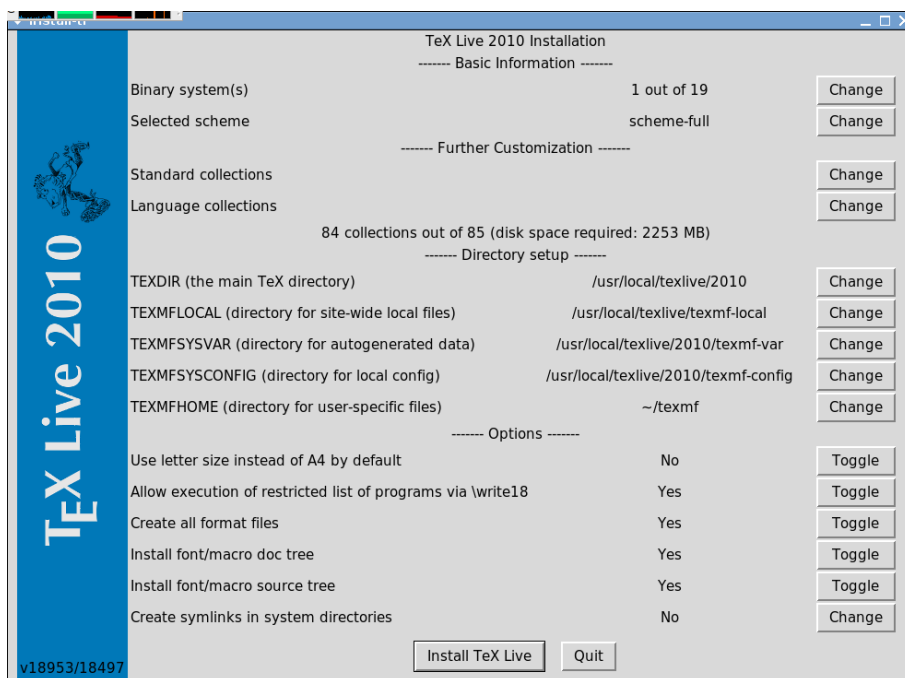 TeX Live 2010 Installation
------- Basic Information -------
Binary system(s) 1 out of 19 Change
Selected scheme scheme-full Change
------- Further Customization -------
Standard collections Change
Language collections Change
84 collections out of 85 (disk space required: 2253 MB)
------- Directory setup -------
TEXDIR (the main TeX directory) /usr/local/texlive/2010 Change
TEXMFLOCAL (directory for site-wide local files) /usr/local/texlive/texmf-local Change
TEXMFSYSVAR (directory for autogenerated data) /usr/local/texlive/2010/texmf-var Change
TEXMFSYSCONFIG (directory for local config) /usr/local/texlive/2010/texmf-config Change
TEXMFHOME (directory for user-specific files) ~/texmf Change
------- Options -------
Use letter size instead of A4 by default No Toggle
Allow execution of restricted list of programs via \write18 Yes Toggle
Create all format files Yes Toggle
Install font/macro doc tree Yes Toggle
Install font/macro source tree Yes Toggle
Create symlinks in system directories No Change
Install TeX Live Quit
TEX Live 2010
v18953/18497